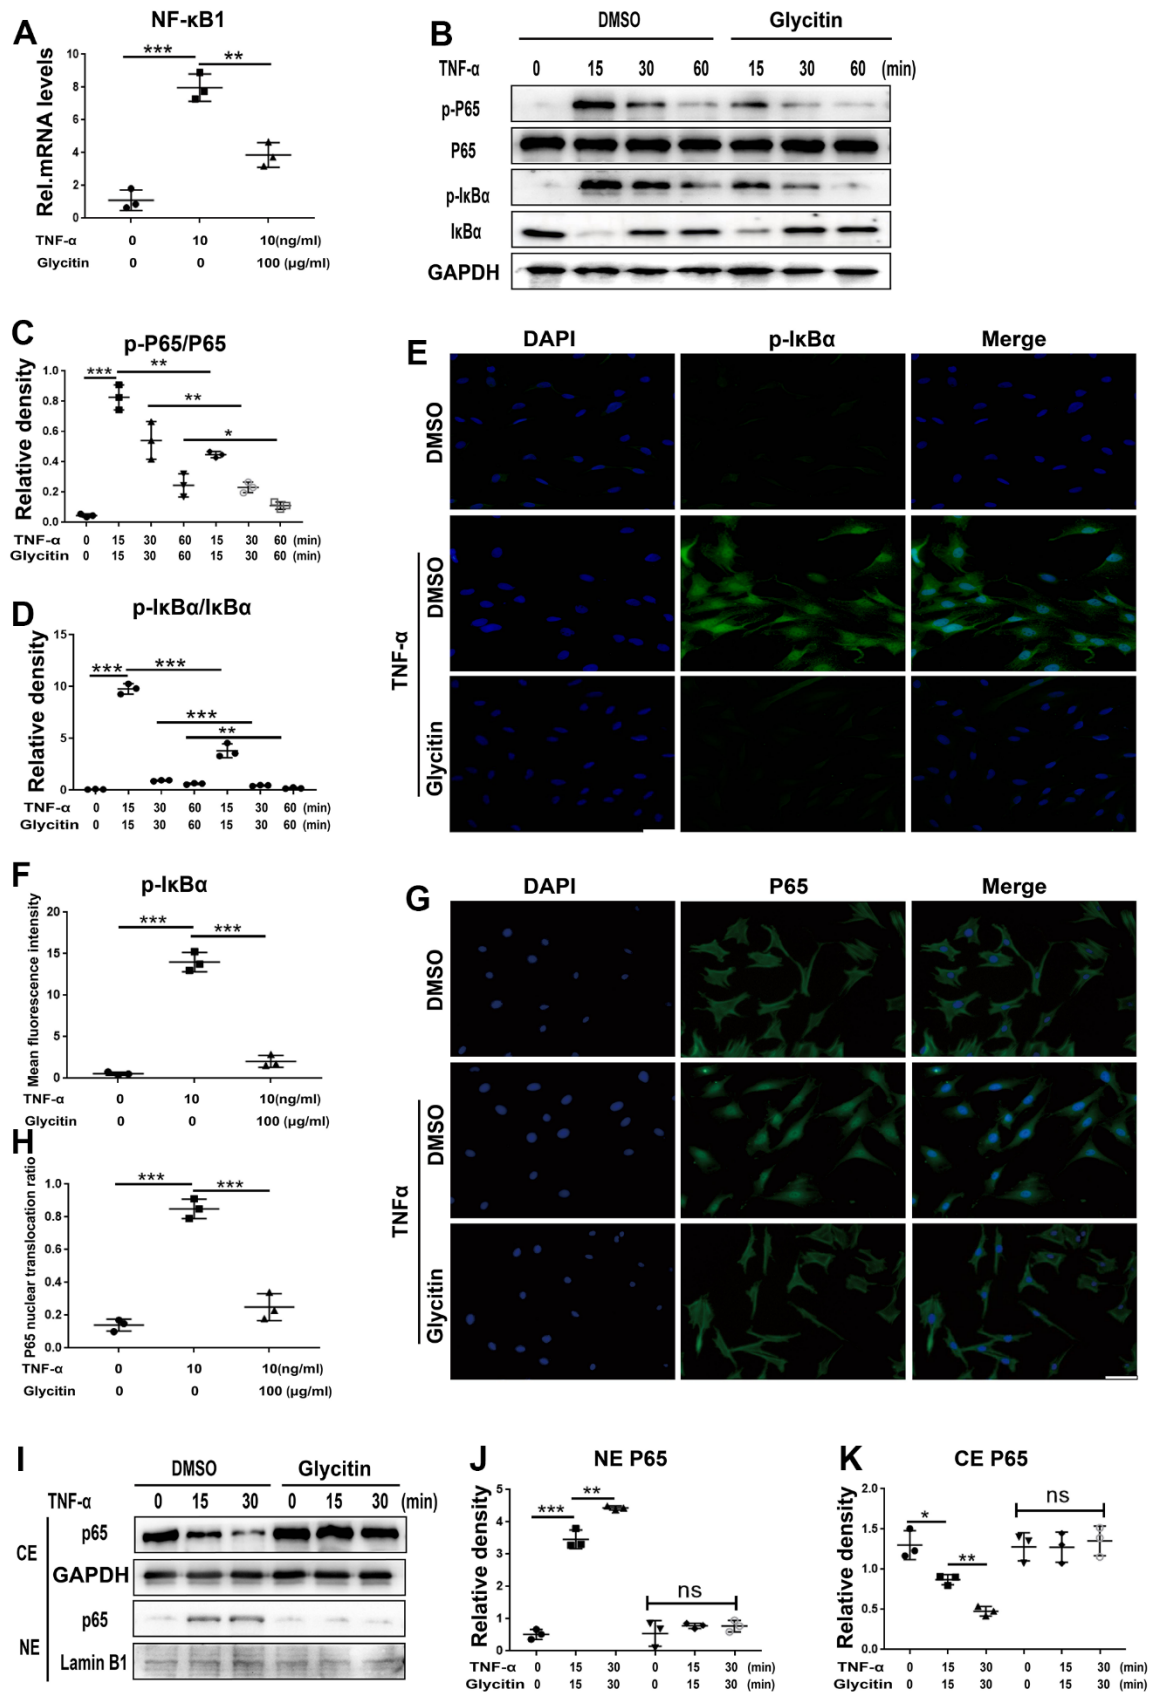 A
NF-κB1
Rel.mRNA levels
10
8
6
4
2
0
*** **
TNF-α 0 10 10(ng/ml)
Glycitin 0 0 100 (μg/ml)
B
DMSO Glycitin
TNF-α 0 15 30 60 15 30 60 (min)
p-P65
P65
p-IκBα
IκBα
GAPDH
C
p-P65/P65
Relative density
1.0
0.8
0.6
0.4
0.2
0.0
*** **
**
*
TNF-α 0 15 30 60 15 30 60 (min)
Glycitin 0 15 30 60 15 30 60 (min)
D
p-IκBα/IκBα
Relative density
15
10
5
0
*** ***
***
**
TNF-α 0 15 30 60 15 30 60 (min)
Glycitin 0 15 30 60 15 30 60 (min)
E
DAPI p-IκBα Merge
DMSO
TNF-α
DMSO
Glycitin
F
p-IκBα
Mean fluorescence intensity
20
15
10
5
0
*** ***
TNF-α 0 10 10(ng/ml)
Glycitin 0 0 100 (μg/ml)
G
DAPI P65 Merge
DMSO
TNFα
DMSO
Glycitin
H
P65 nuclear translocation ratio
1.0
0.8
0.6
0.4
0.2
0.0
*** ***
TNF-α 0 10 10(ng/ml)
Glycitin 0 0 100 (μg/ml)
I
DMSO Glycitin
TNF-α 0 15 30 0 15 30 (min)
CE
p65
GAPDH
NE
p65
Lamin B1
J
NE P65
Relative density
5
4
3
2
1
0
*** **
ns
TNF-α 0 15 30 0 15 30 (min)
Glycitin 0 15 30 0 15 30 (min)
K
CE P65
Relative density
2.0
1.5
1.0
0.5
0.0
* **
ns
TNF-α 0 15 30 0 15 30 (min)
Glycitin 0 15 30 0 15 30 (min)